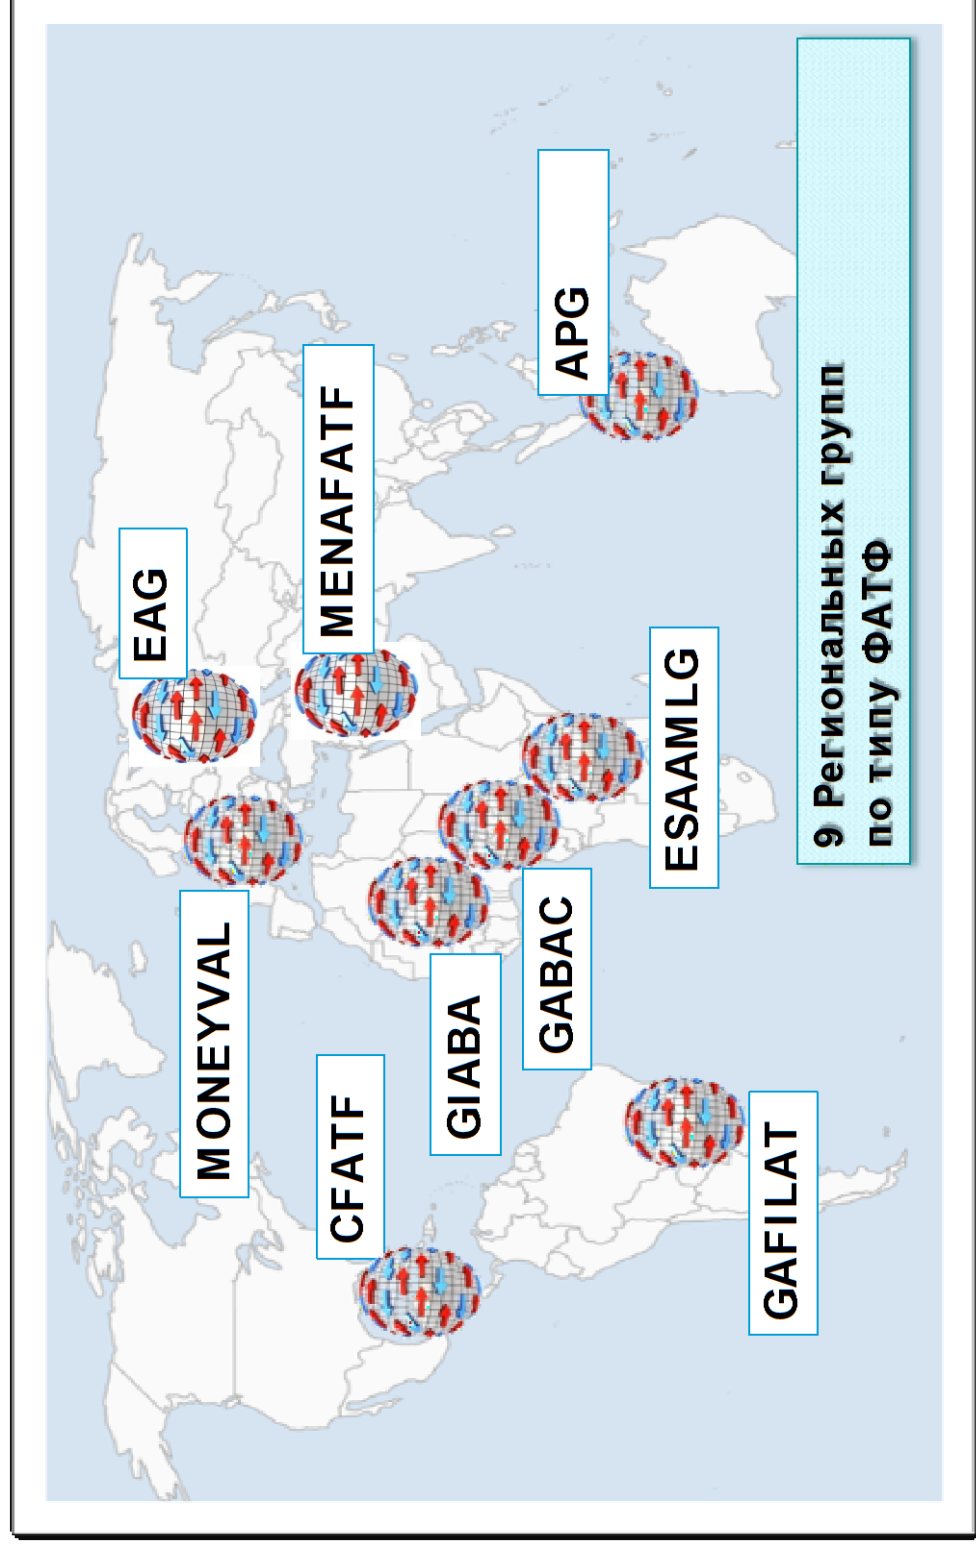 EAG
MONEYVAL
MENAFATF
CFATF
GIABA
GABAC
APG
ESAAMLG
GAFILAT
9 Региональных групп
по типу ФАТФ